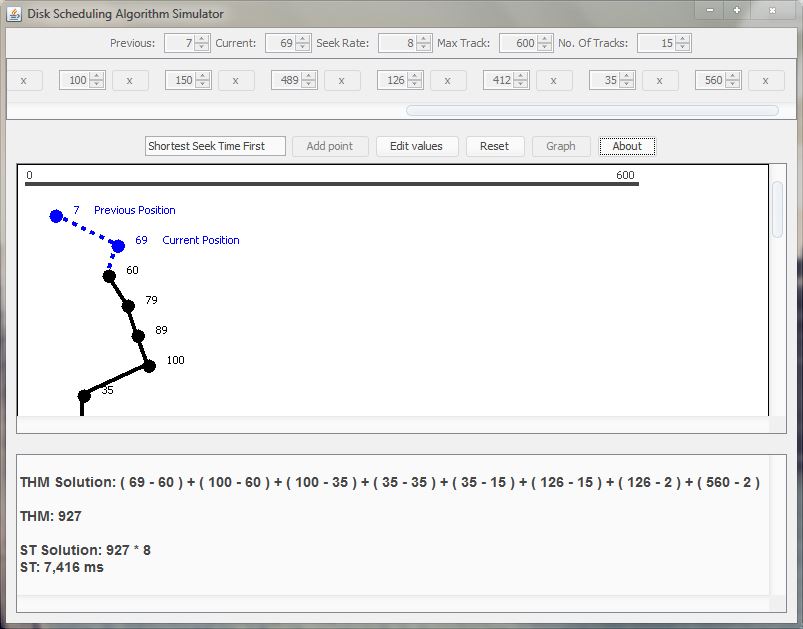 Disk Scheduling Algorithm Simulator
Previous: 7 Current: 69 Seek Rate: 8 Max Track: 600 No. Of Tracks: 15
x 100 x 150 x 489 x 126 x 412 x 35 x 560 x
Shortest Seek Time First Add point Edit values Reset Graph About
0 600
7 Previous Position
69 Current Position
60
79
89
100
35
THM Solution: ( 69 - 60 ) + ( 100 - 60 ) + ( 100 - 35 ) + ( 35 - 35 ) + ( 35 - 15 ) + ( 126 - 15 ) + ( 126 - 2 ) + ( 560 - 2 )
THM: 927
ST Solution: 927 * 8
ST: 7,416 ms